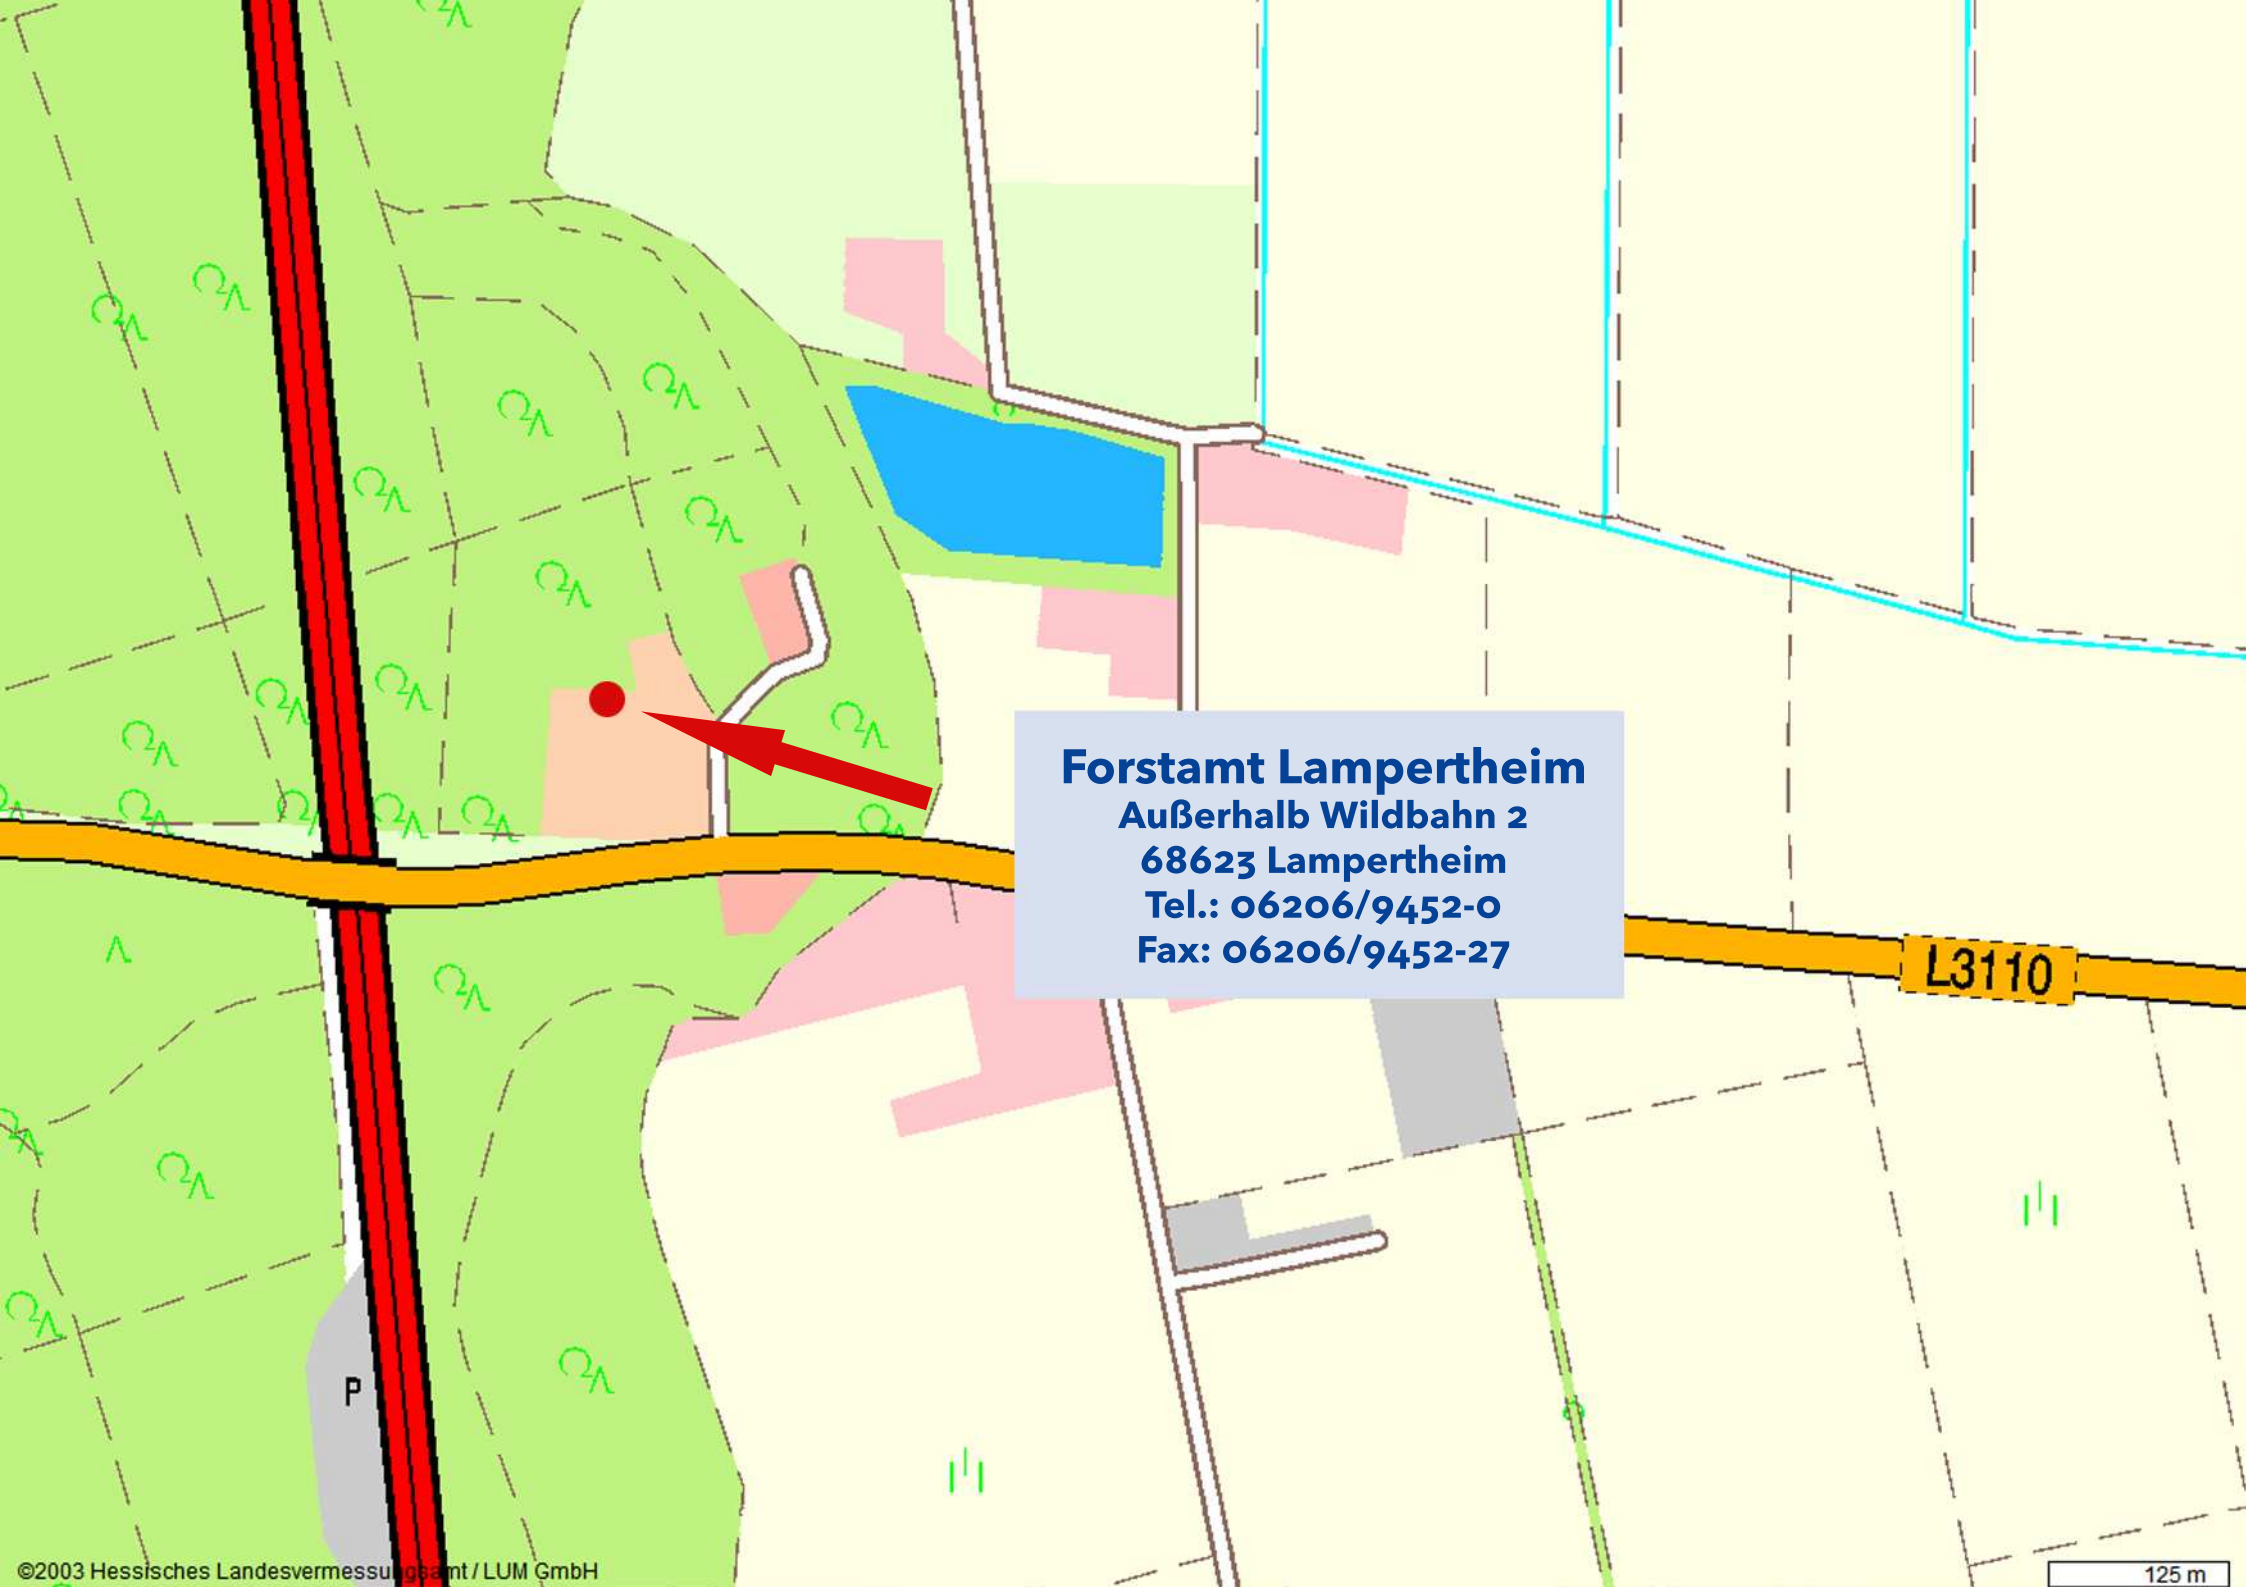 Forstamt Lampertheim
Außerhalb Wildbahn 2
68623 Lampertheim
Tel.: 06206/9452-0
Fax: 06206/9452-27
L3110
P
©2003 Hessisches Landesvermessungsamt / LUM GmbH
125 m